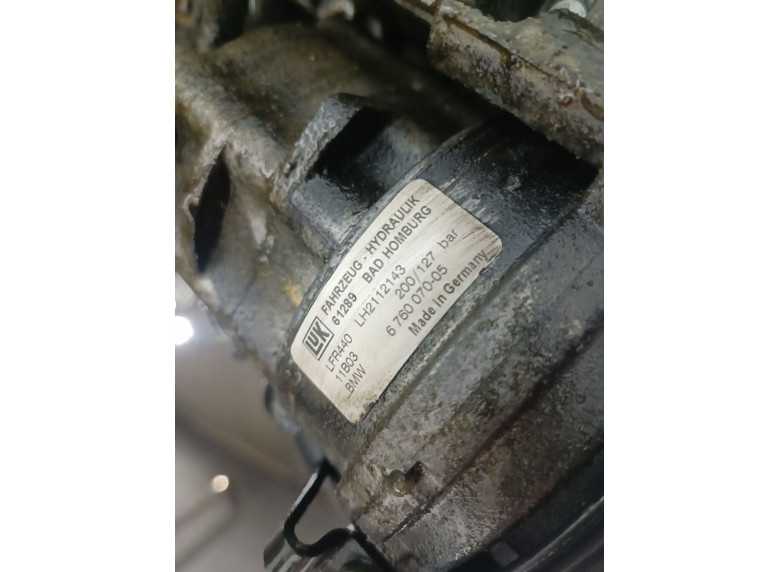 LUK FAHRZEUG - HYDRAULIK
61289 BAD HOMBURG
LFR440 LH2112143
11B03 200/127 bar
BMW 6 760 070-05
Made in Germany